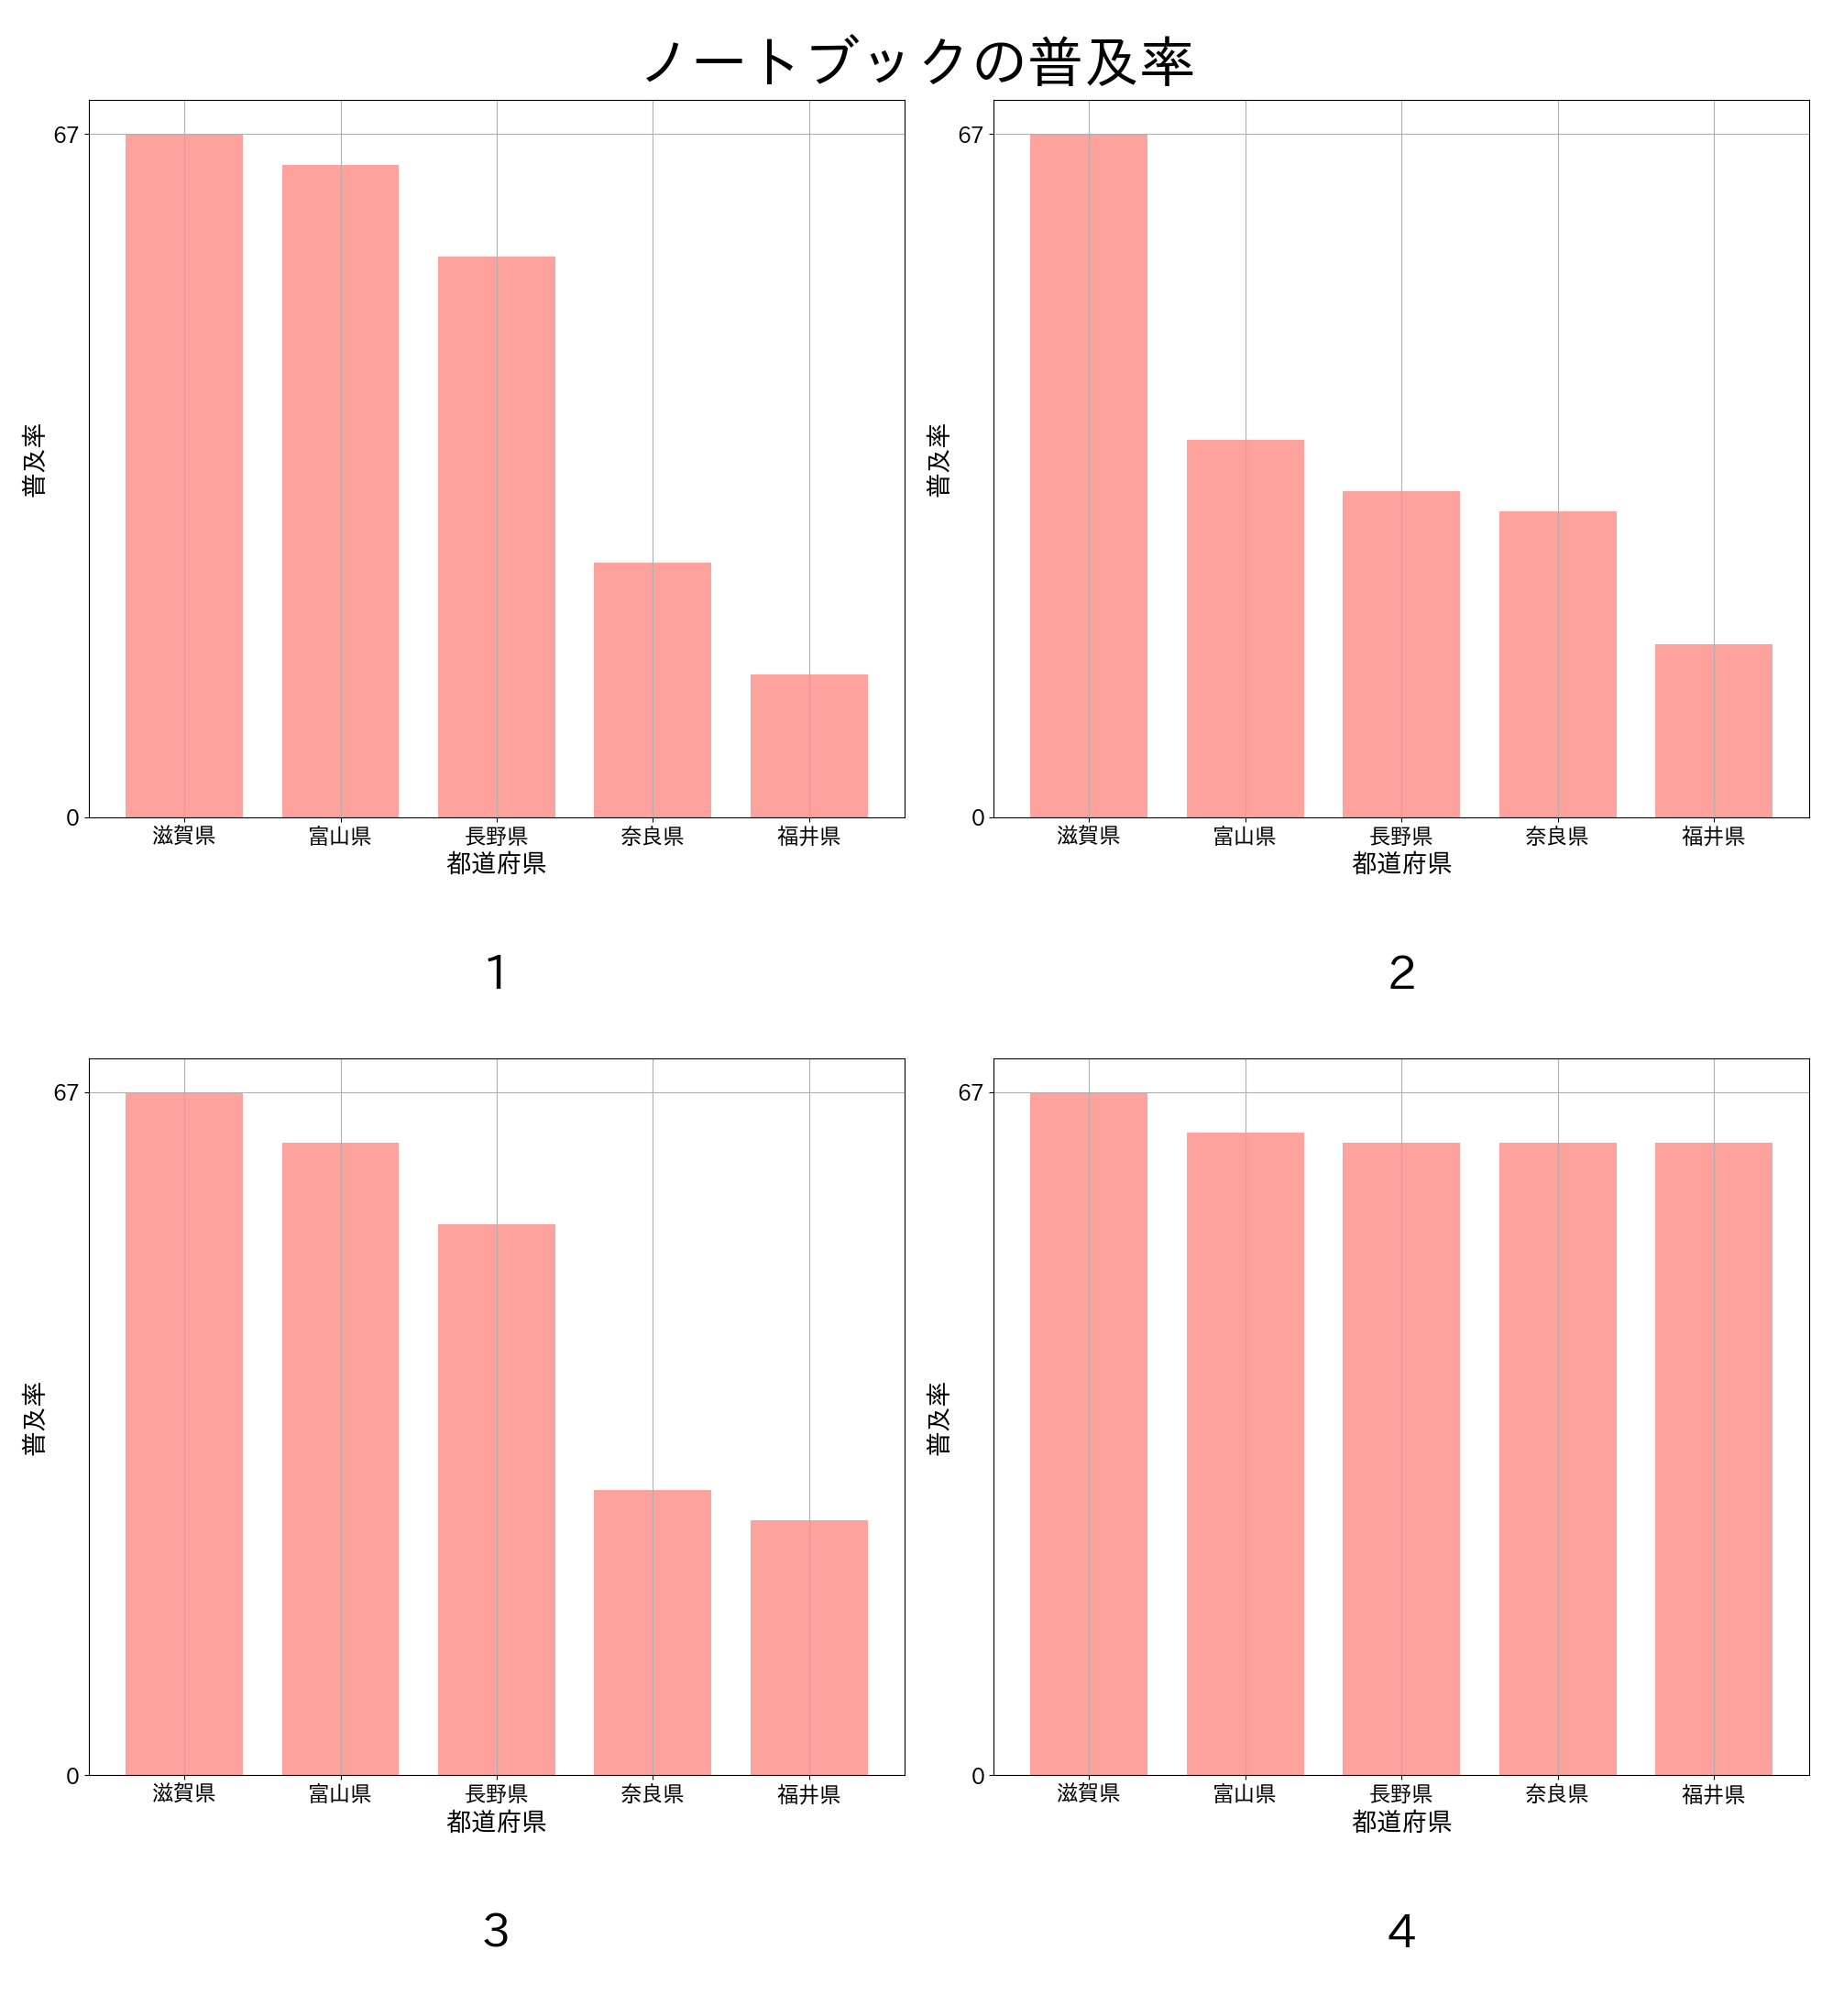 ノートブックの普及率
67
0
普及率
滋賀県 富山県 長野県 奈良県 福井県
都道府県
1
67
0
普及率
滋賀県 富山県 長野県 奈良県 福井県
都道府県
2
67
0
普及率
滋賀県 富山県 長野県 奈良県 福井県
都道府県
3
67
0
普及率
滋賀県 富山県 長野県 奈良県 福井県
都道府県
4